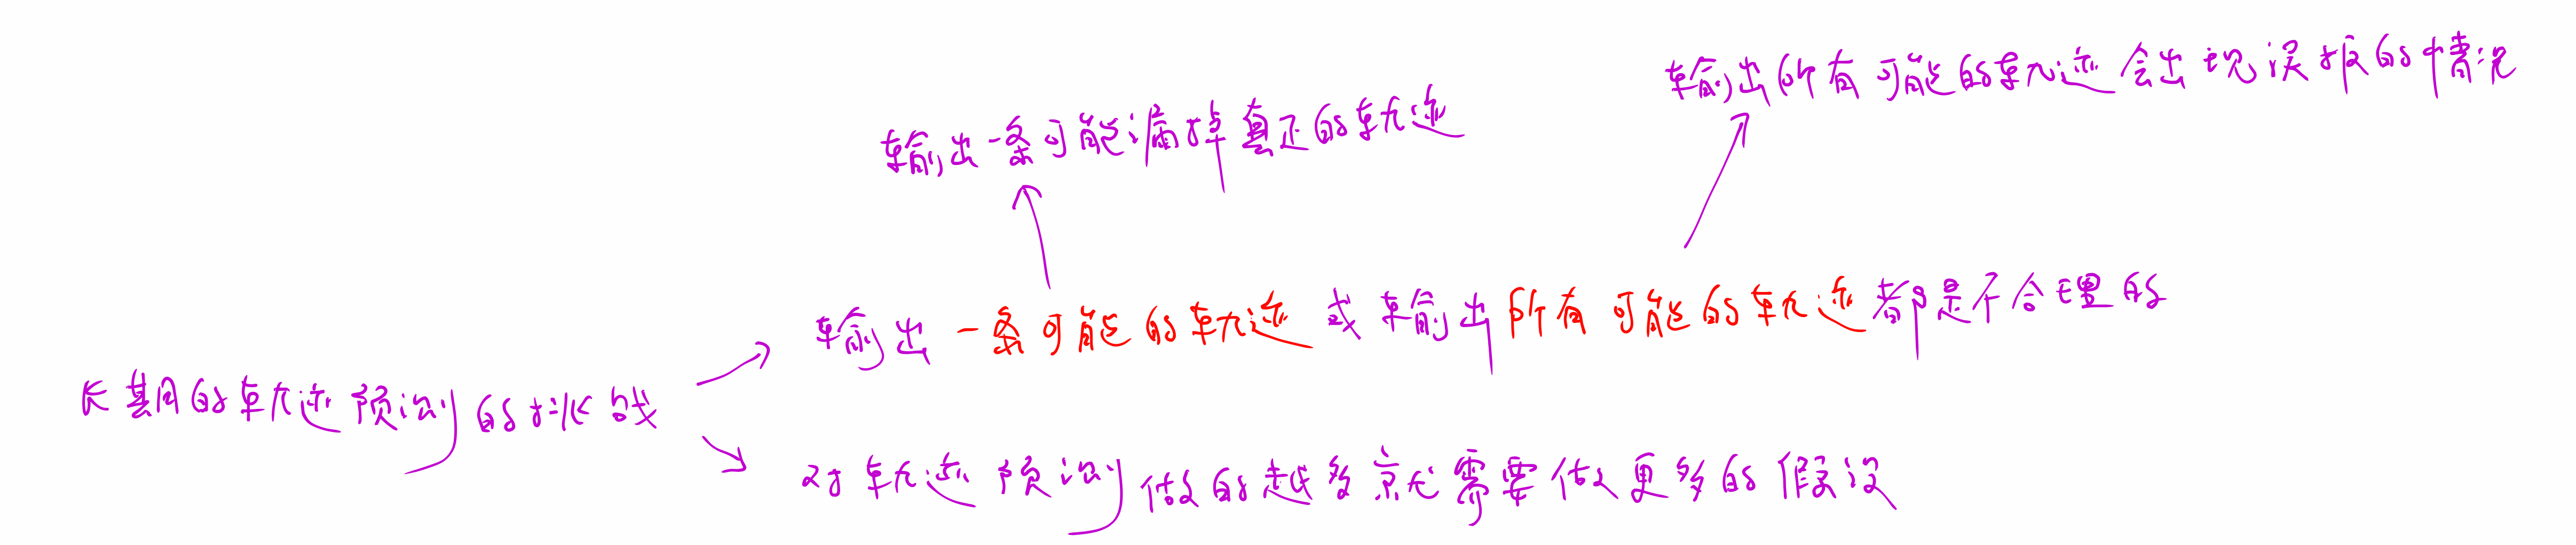 输出所有可能的轨迹会出现误报的情况
输出一条可能漏掉真正的轨迹
输出一条可能的轨迹或输出所有可能的轨迹都是不合理的
长期的轨迹预测的挑战
对轨迹预测做的越多就需要做更多的假设